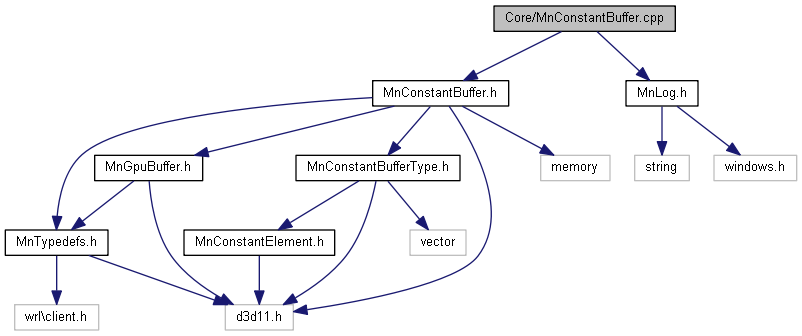 Core/MnConstantBuffer.cpp
MnConstantBuffer.h
MnLog.h
MnGpuBuffer.h
MnConstantBufferType.h
memory
string
windows.h
MnTypedefs.h
MnConstantElement.h
vector
wrl\client.h
d3d11.h